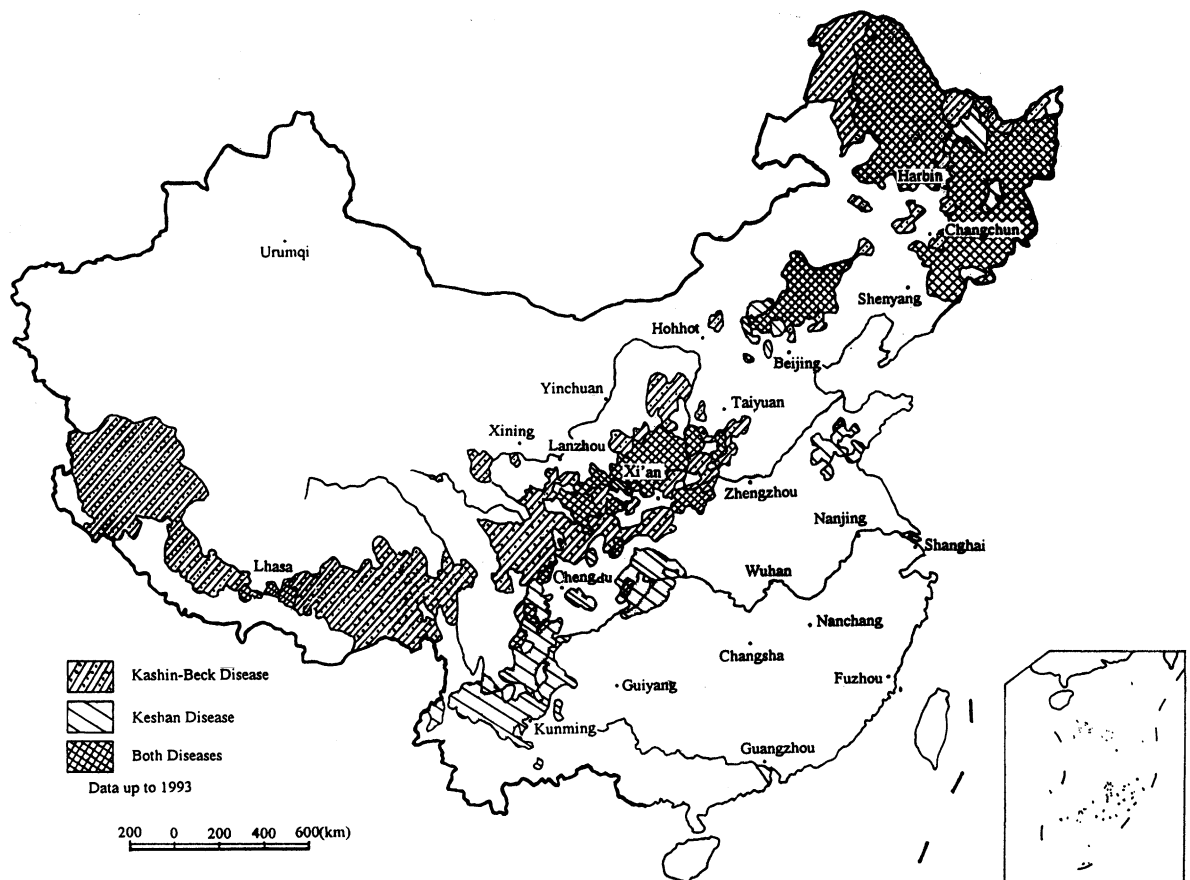 Harbin
Changchun
Urumqi
Shenyang
Hohhot
Beijing
Yinchuan
Taiyuan
Xining
Lanzhou
Xi'an
Zhengzhou
Nanjing
Shanghai
Lhasa
Chengdu
Wuhan
Nanchang
Changsha
Kashin-Beck Disease
Guiyang
Fuzhou
Keshan Disease
Kunming
Both Diseases
Guangzhou
Data up to 1993
200 0 200 400 600(km)